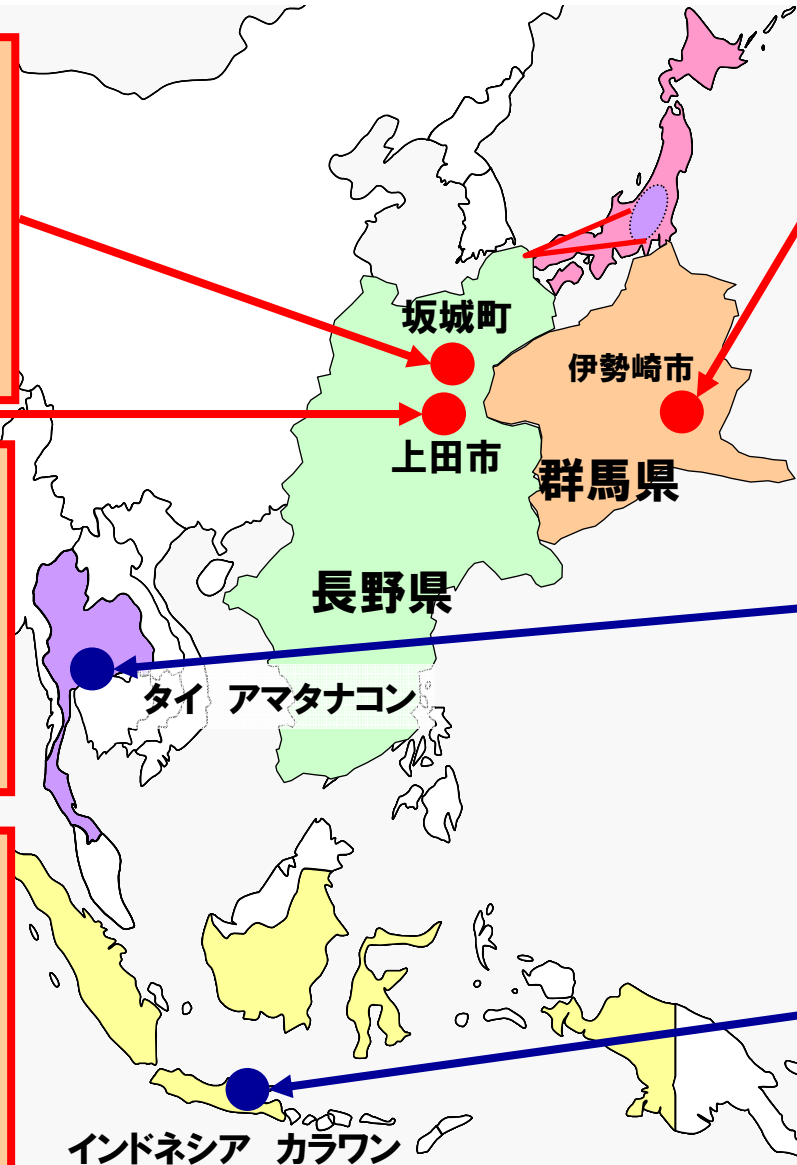 坂城町
伊勢崎市
上田市
群馬県
長野県
タイ　アマタナコン
インドネシア　カラワン